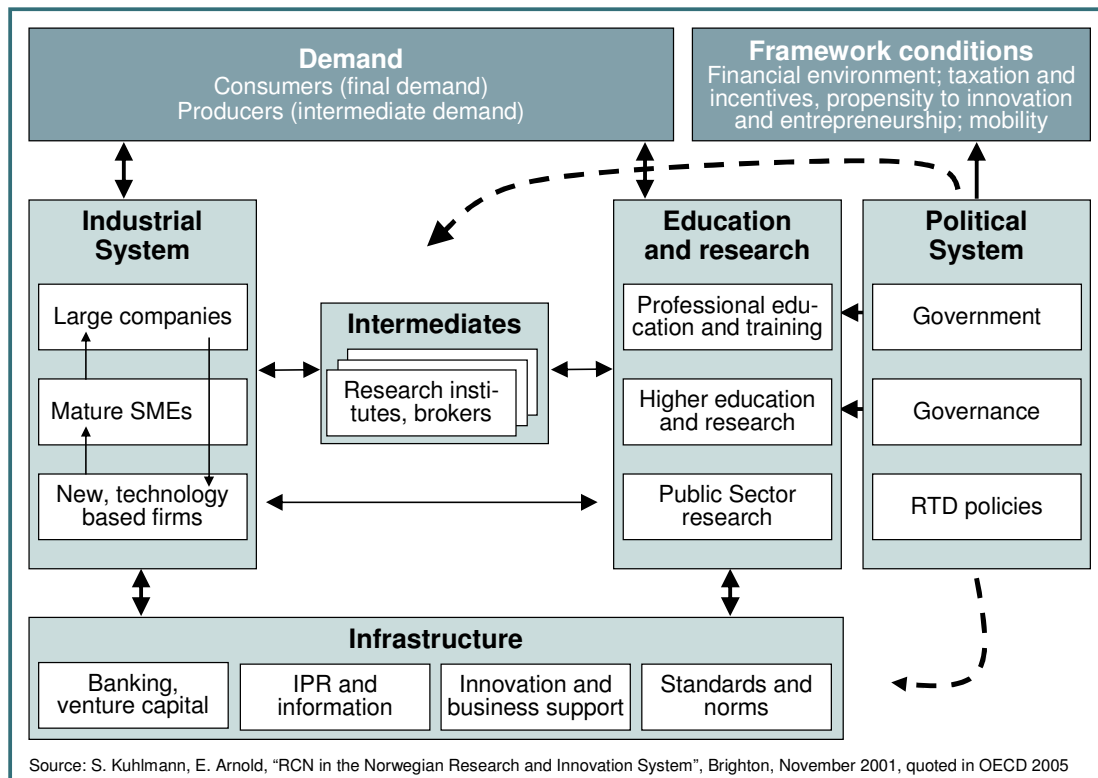 Demand
Consumers (final demand)
Producers (intermediate demand)
Framework conditions
Financial environment; taxation and
incentives, propensity to innovation
and entrepreneurship; mobility
Industrial
System
Large companies
Mature SMEs
New, technology
based firms
Intermediates
Research insti-
tutes, brokers
Education
and research
Professional edu-
cation and training
Higher education
and research
Public Sector
research
Political
System
Government
Governance
RTD policies
Infrastructure
Banking,
venture capital
IPR and
information
Innovation and
business support
Standards and
norms
Source: S. Kuhlmann, E. Arnold, “RCN in the Norwegian Research and Innovation System”, Brighton, November 2001, quoted in OECD 2005